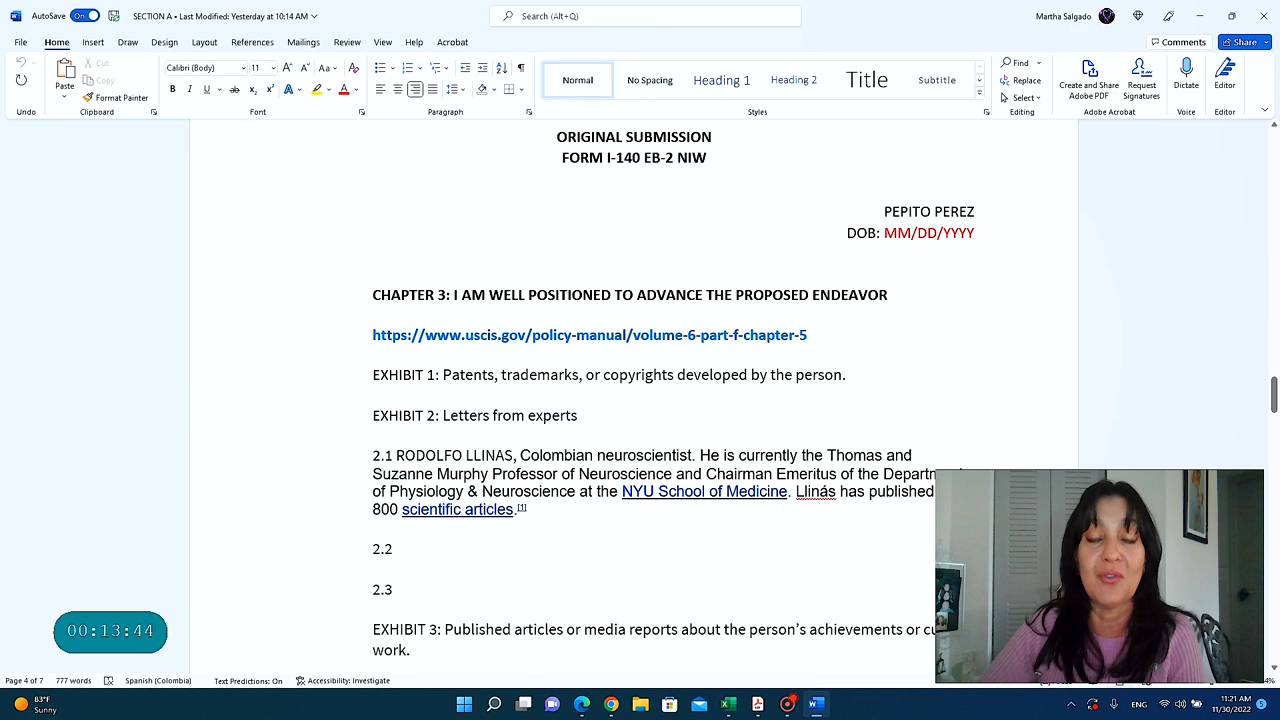 AutoSave On SECTION A • Last Modified: Yesterday at 10:14 AM Search (Alt+Q) Martha Salgado
File Home Insert Draw Design Layout References Mailings Review View Help Acrobat Comments Share
Paste Cut Copy Format Painter
Calibri (Body) 11
Normal No Spacing Heading 1 Heading 2 Title Subtitle
Find Replace Select
Create and Share Adobe PDF Request Signatures Dictate Editor
Undo Clipboard Font Paragraph Styles Editing Adobe Acrobat Voice Editor
ORIGINAL SUBMISSION
FORM I-140 EB-2 NIW
PEPITO PEREZ
DOB: MM/DD/YYYY
CHAPTER 3: I AM WELL POSITIONED TO ADVANCE THE PROPOSED ENDEAVOR
https://www.uscis.gov/policy-manual/volume-6-part-f-chapter-5
EXHIBIT 1: Patents, trademarks, or copyrights developed by the person.
EXHIBIT 2: Letters from experts
2.1 RODOLFO LLINAS, Colombian neuroscientist. He is currently the Thomas and
Suzanne Murphy Professor of Neuroscience and Chairman Emeritus of the
of Physiology & Neuroscience at the NYU School of Medicine. Llinás has published
800 scientific articles.[1]
2.2
2.3
00:13:44
EXHIBIT 3: Published articles or media reports about the person's achievements or
work.
Page 4 of 7 777 words Spanish (Colombia) Text Predictions: On Accessibility: Investigate
83°F
Sunny
ENG 11:21 AM
11/30/2022